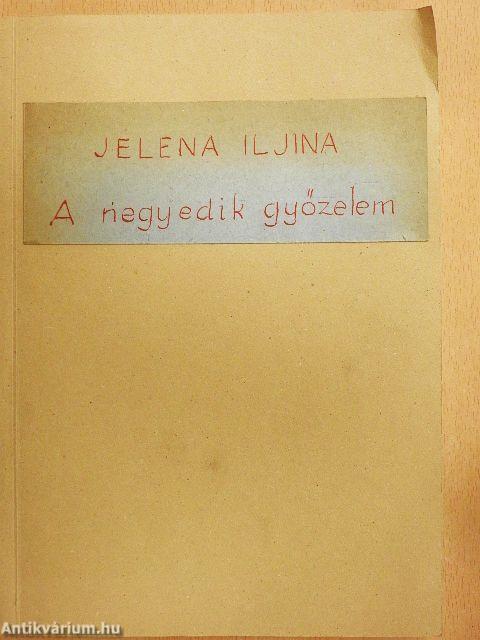 JELENA ILJINA
A negyedik győzelem
Antikvárium.hu